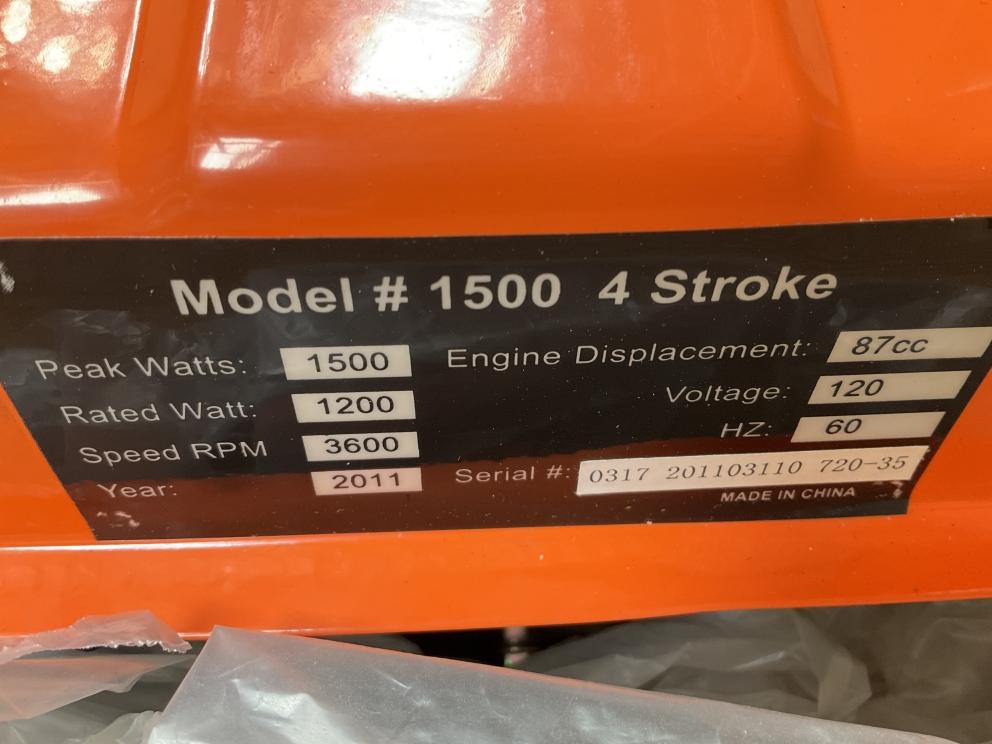 Model # 1500 4 Stroke
Peak Watts: 1500 Engine Displacement: 87cc
Rated Watt: 1200 Voltage: 120
Speed RPM 3600 HZ: 60
Year: 2011 Serial #: 0317 201103110 720-35
MADE IN CHINA